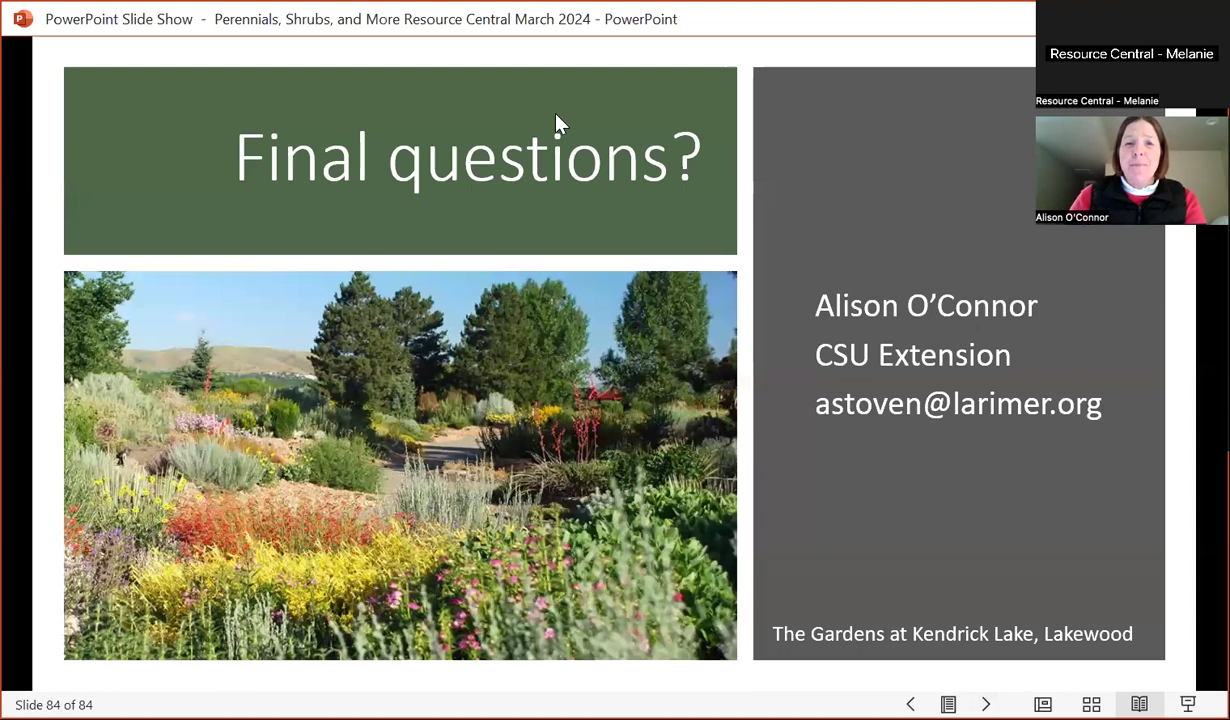 PowerPoint Slide Show - Perennials, Shrubs, and More Resource Central March 2024 - PowerPoint
Resource Central - Melanie
Resource Central - Melanie
Alison O'Connor
Final questions?
Alison O’Connor
CSU Extension
astoven@larimer.org
The Gardens at Kendrick Lake, Lakewood
Slide 84 of 84